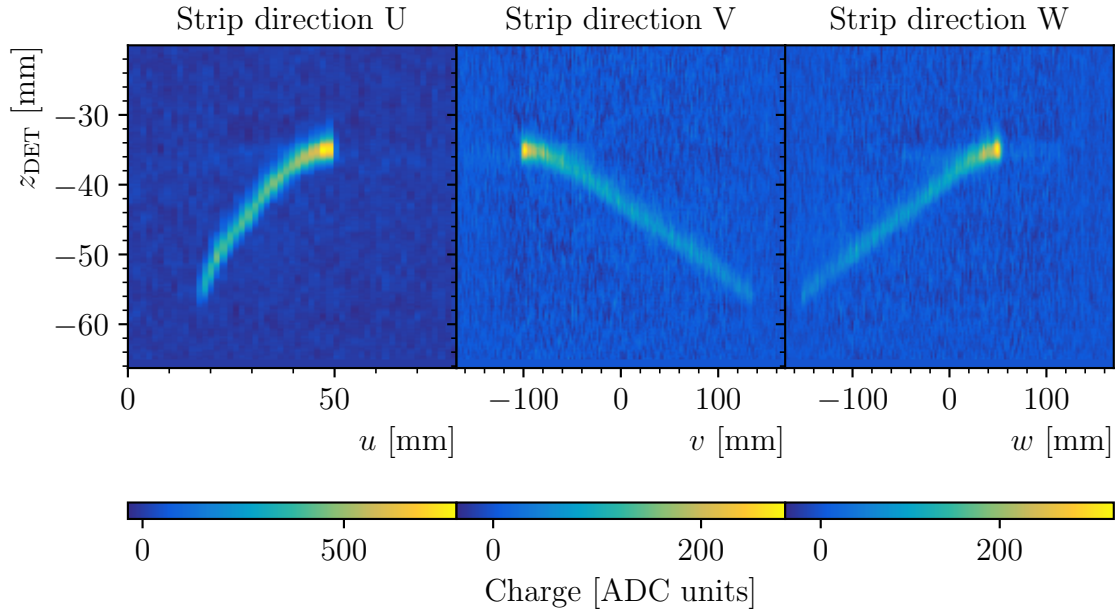 Strip direction U Strip direction V Strip direction W
z_DET [mm]
−30
−40
−50
−60
0 50 −100 0 100 −100 0 100
u [mm] v [mm] w [mm]
0 500 0 200 0 200
Charge [ADC units]